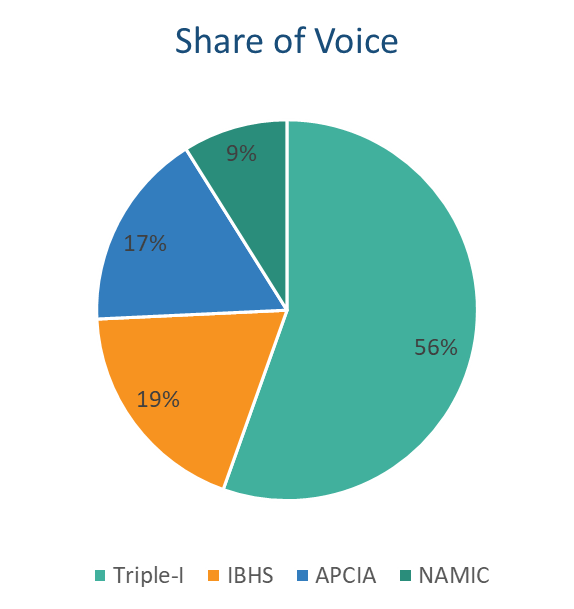 Share of Voice
9%
17%
56%
19%
Triple-I IBHS APCIA NAMIC